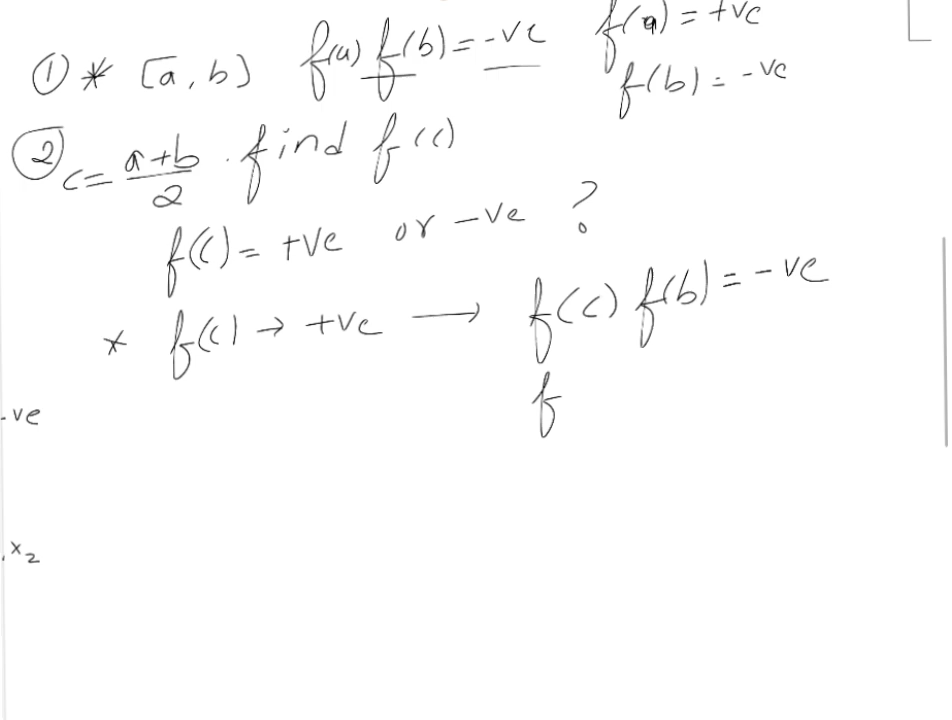 ① * [a, b] f(a) f(b) = -ve f(a) = +ve
f(b) = -ve
② c = a+b/2 . find f(c)
f(c) = +ve or -ve ?
* f(c) → +ve → f(c) f(b) = -ve
f
-ve
x₂